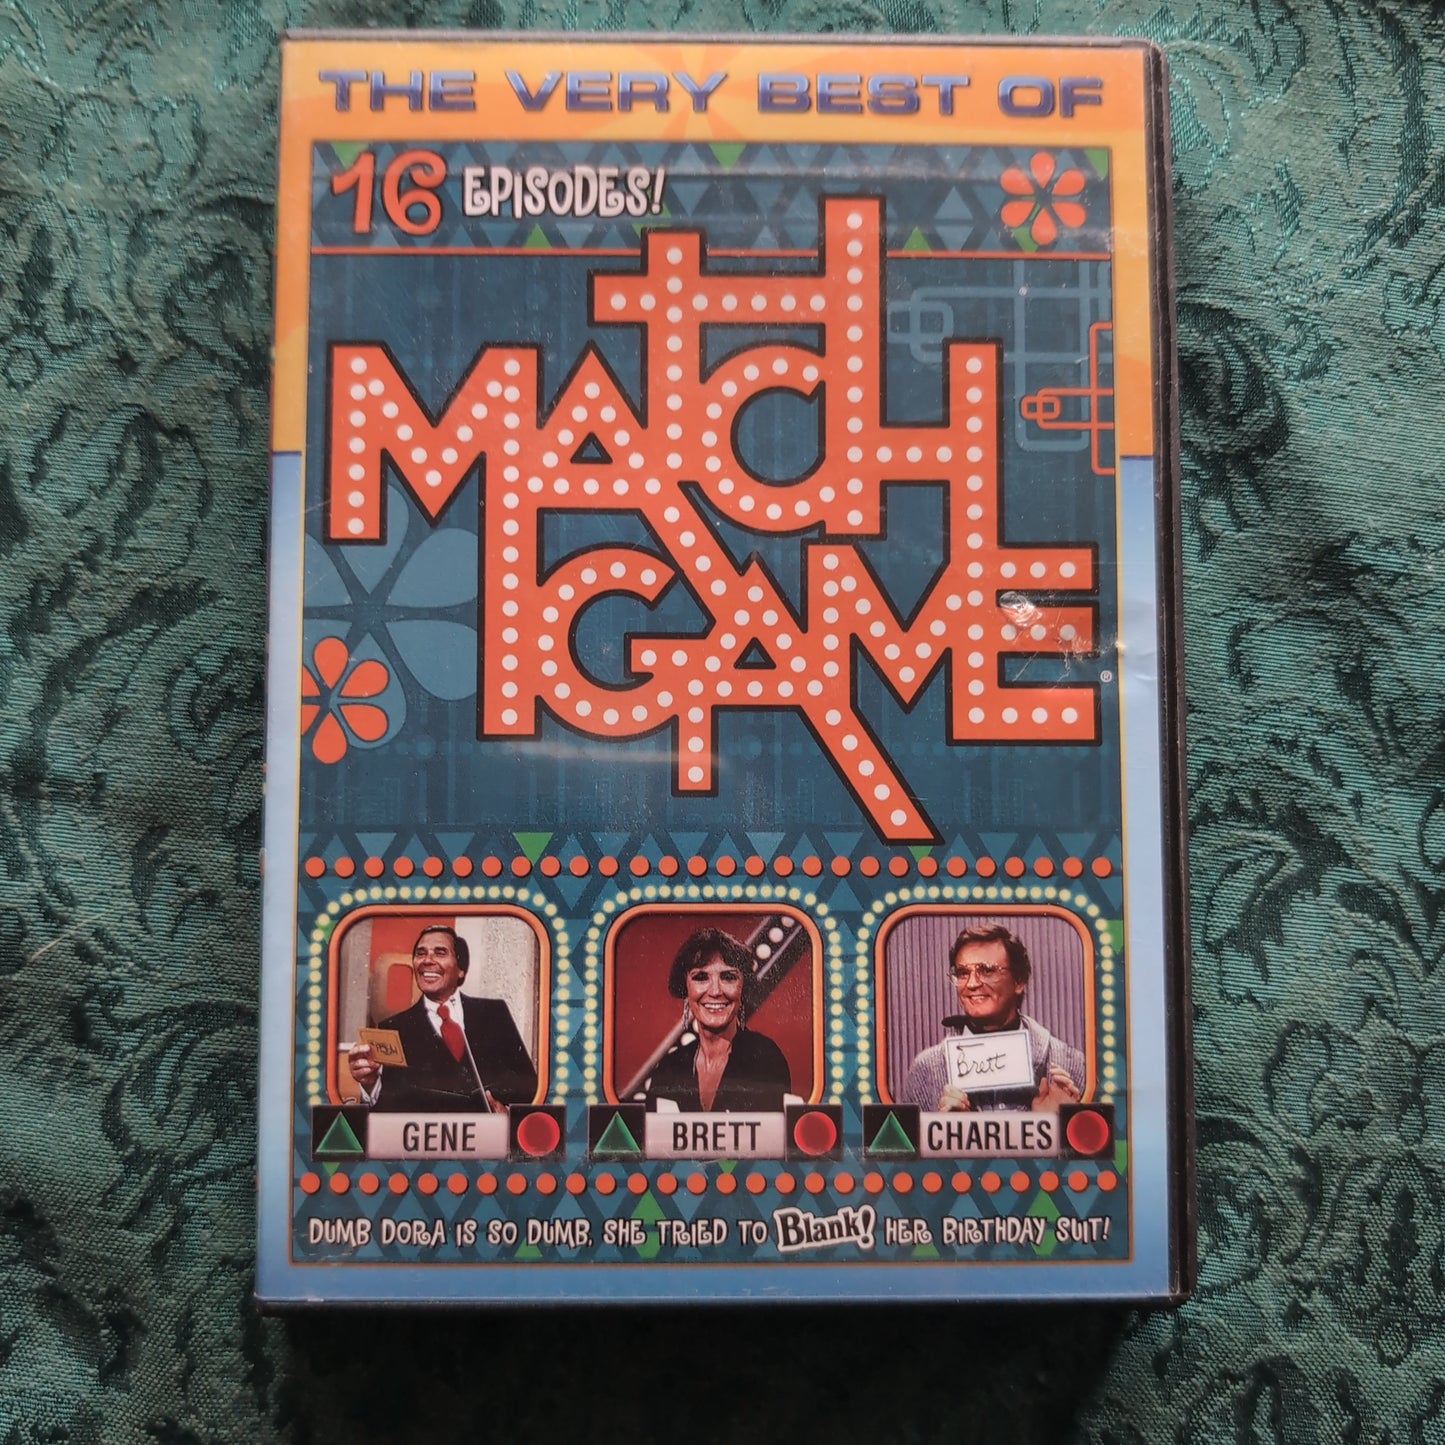 THE VERY BEST OF
16 EPISODES!
MATCH
GAME
®
Brett
GENE
BRETT
CHARLES
DUMB DORA IS SO DUMB, SHE TRIED TO Blank! HER BIRTHDAY SUIT!